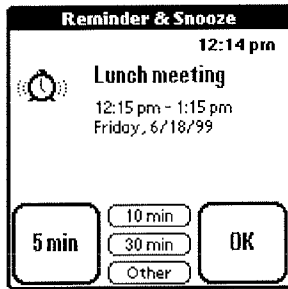 Reminder & Snooze
12:14 pm
Lunch meeting
12:15 pm - 1:15 pm
Friday, 6/18/99
5 min
10 min
30 min
Other
OK